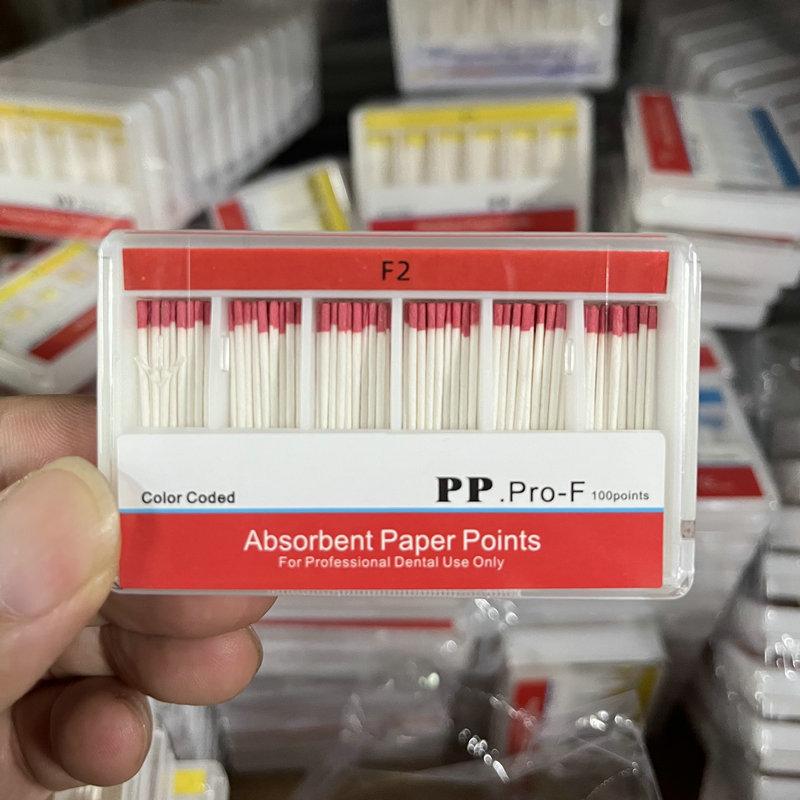 F2
Color Coded
PP .Pro-F 100points
Absorbent Paper Points
For Professional Dental Use Only